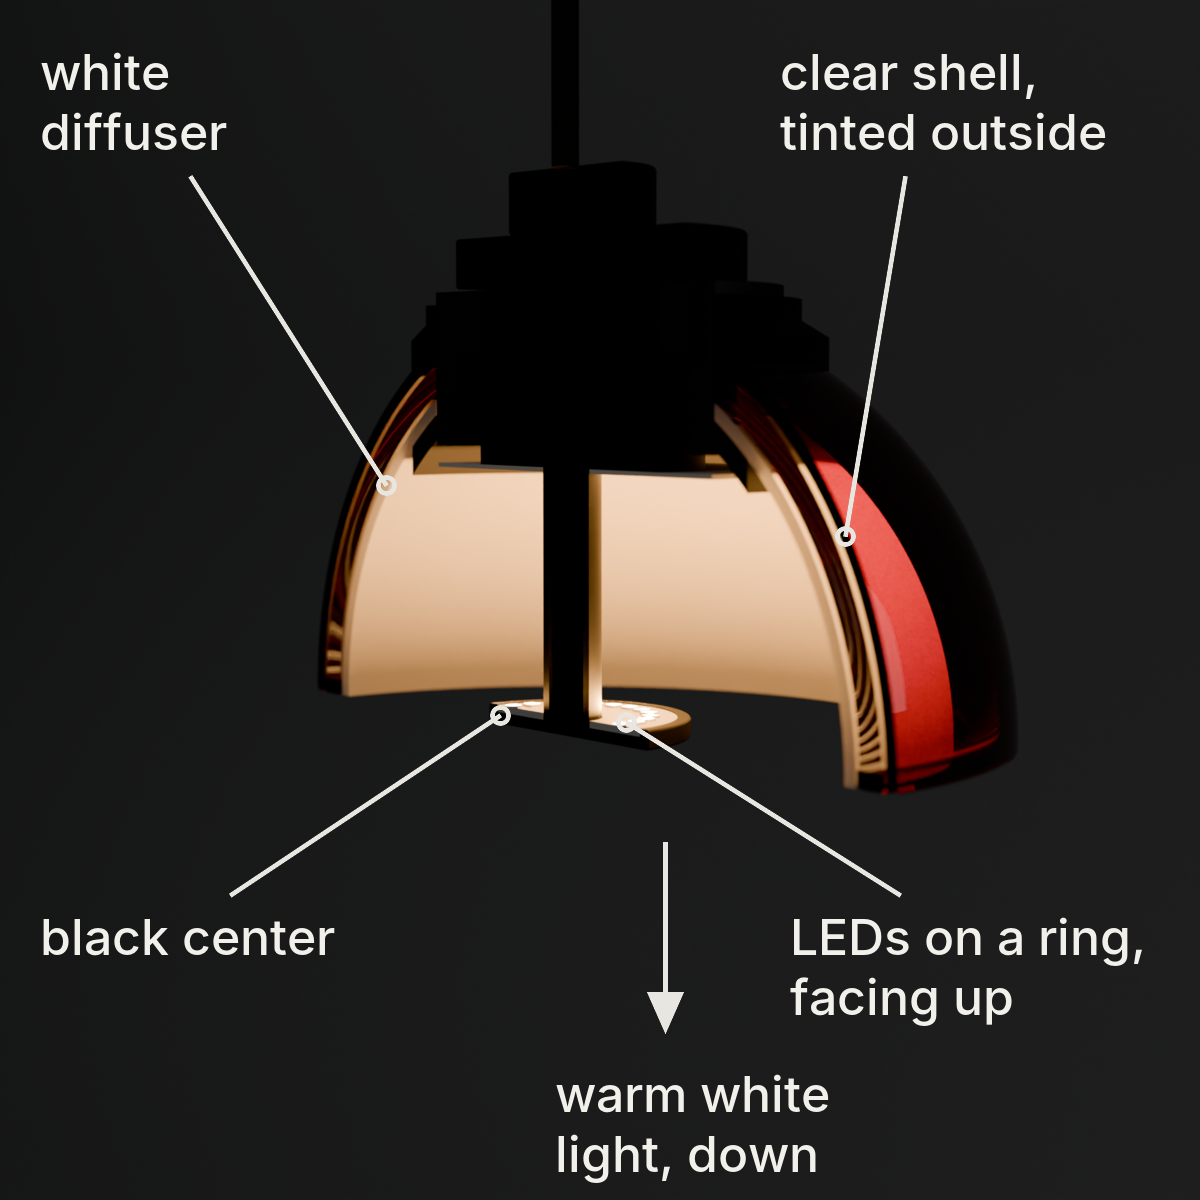 white
diffuser
clear shell,
tinted outside
black center
LEDs on a ring,
facing up
warm white
light, down